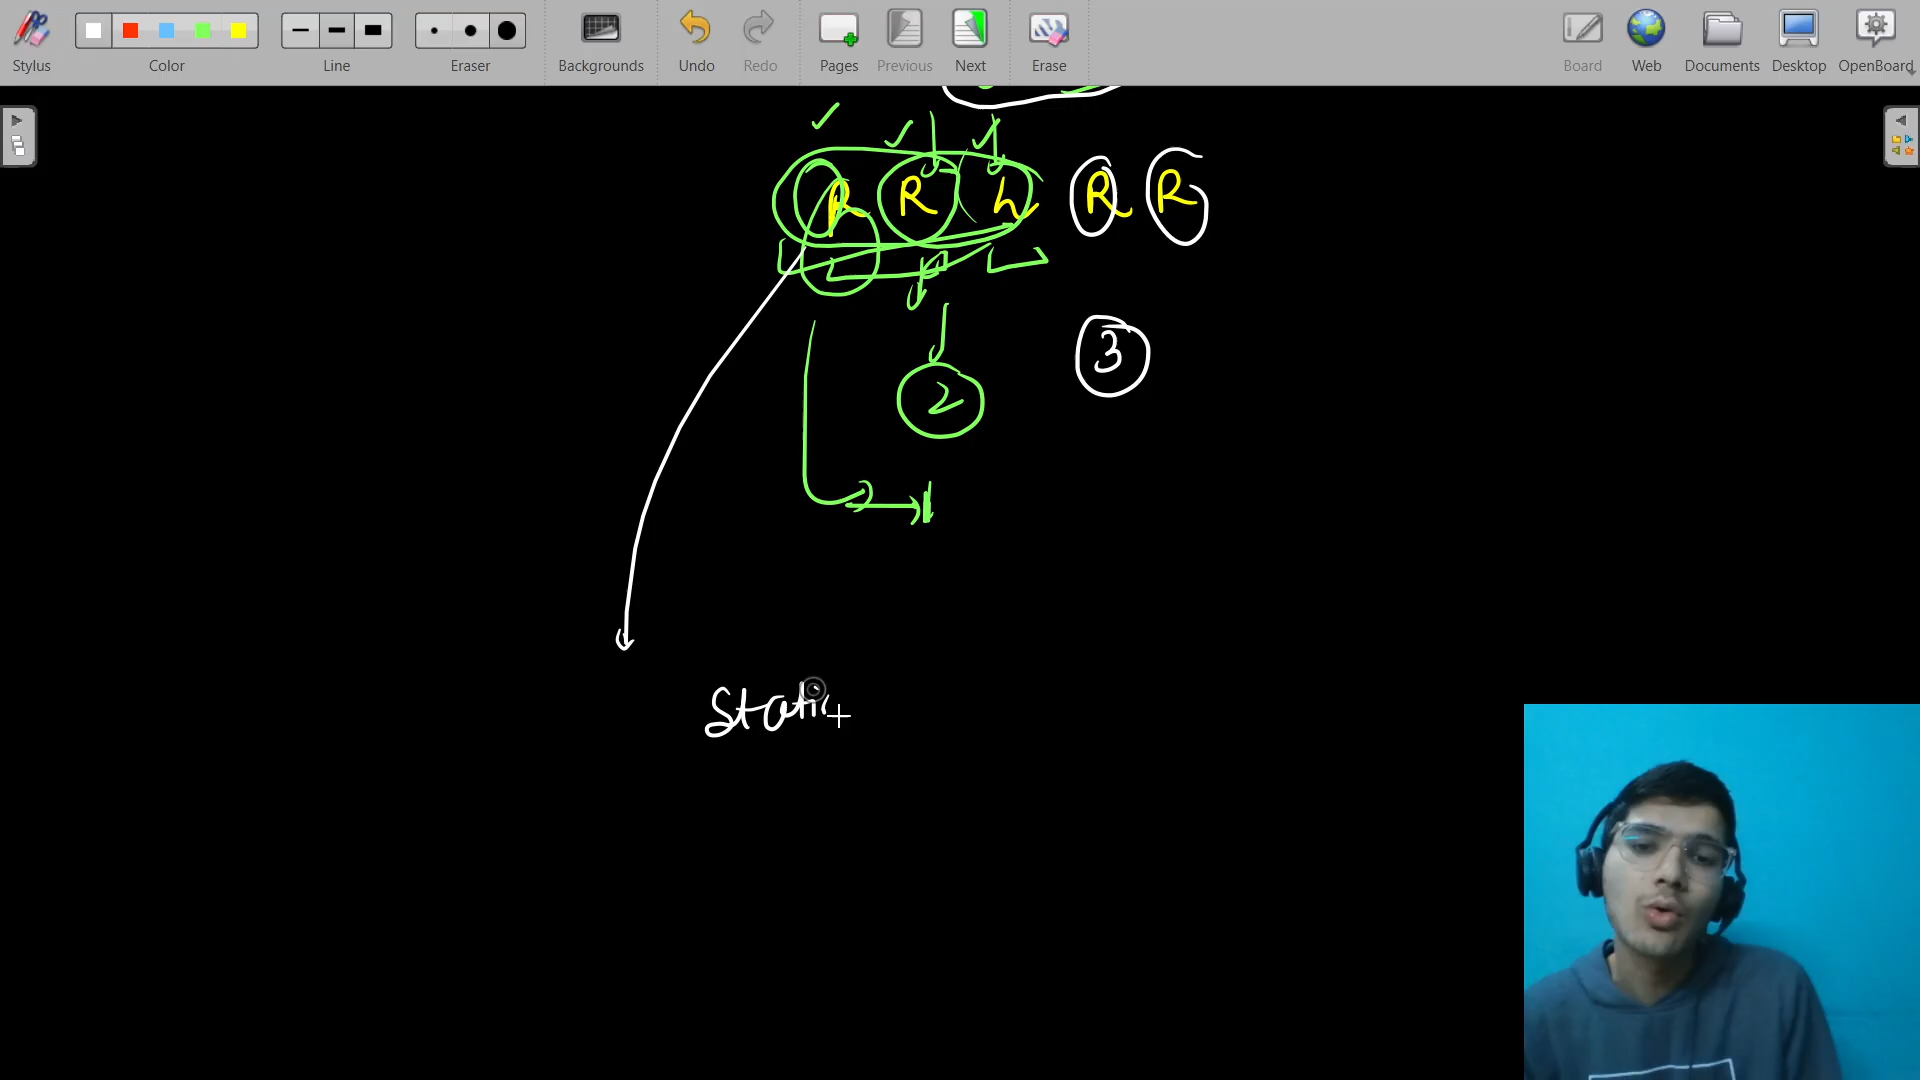 Stylus Color Line Eraser Backgrounds Undo Redo Pages Previous Next Erase Board Web Documents Desktop OpenBoard
R R L R R
3
2
Static